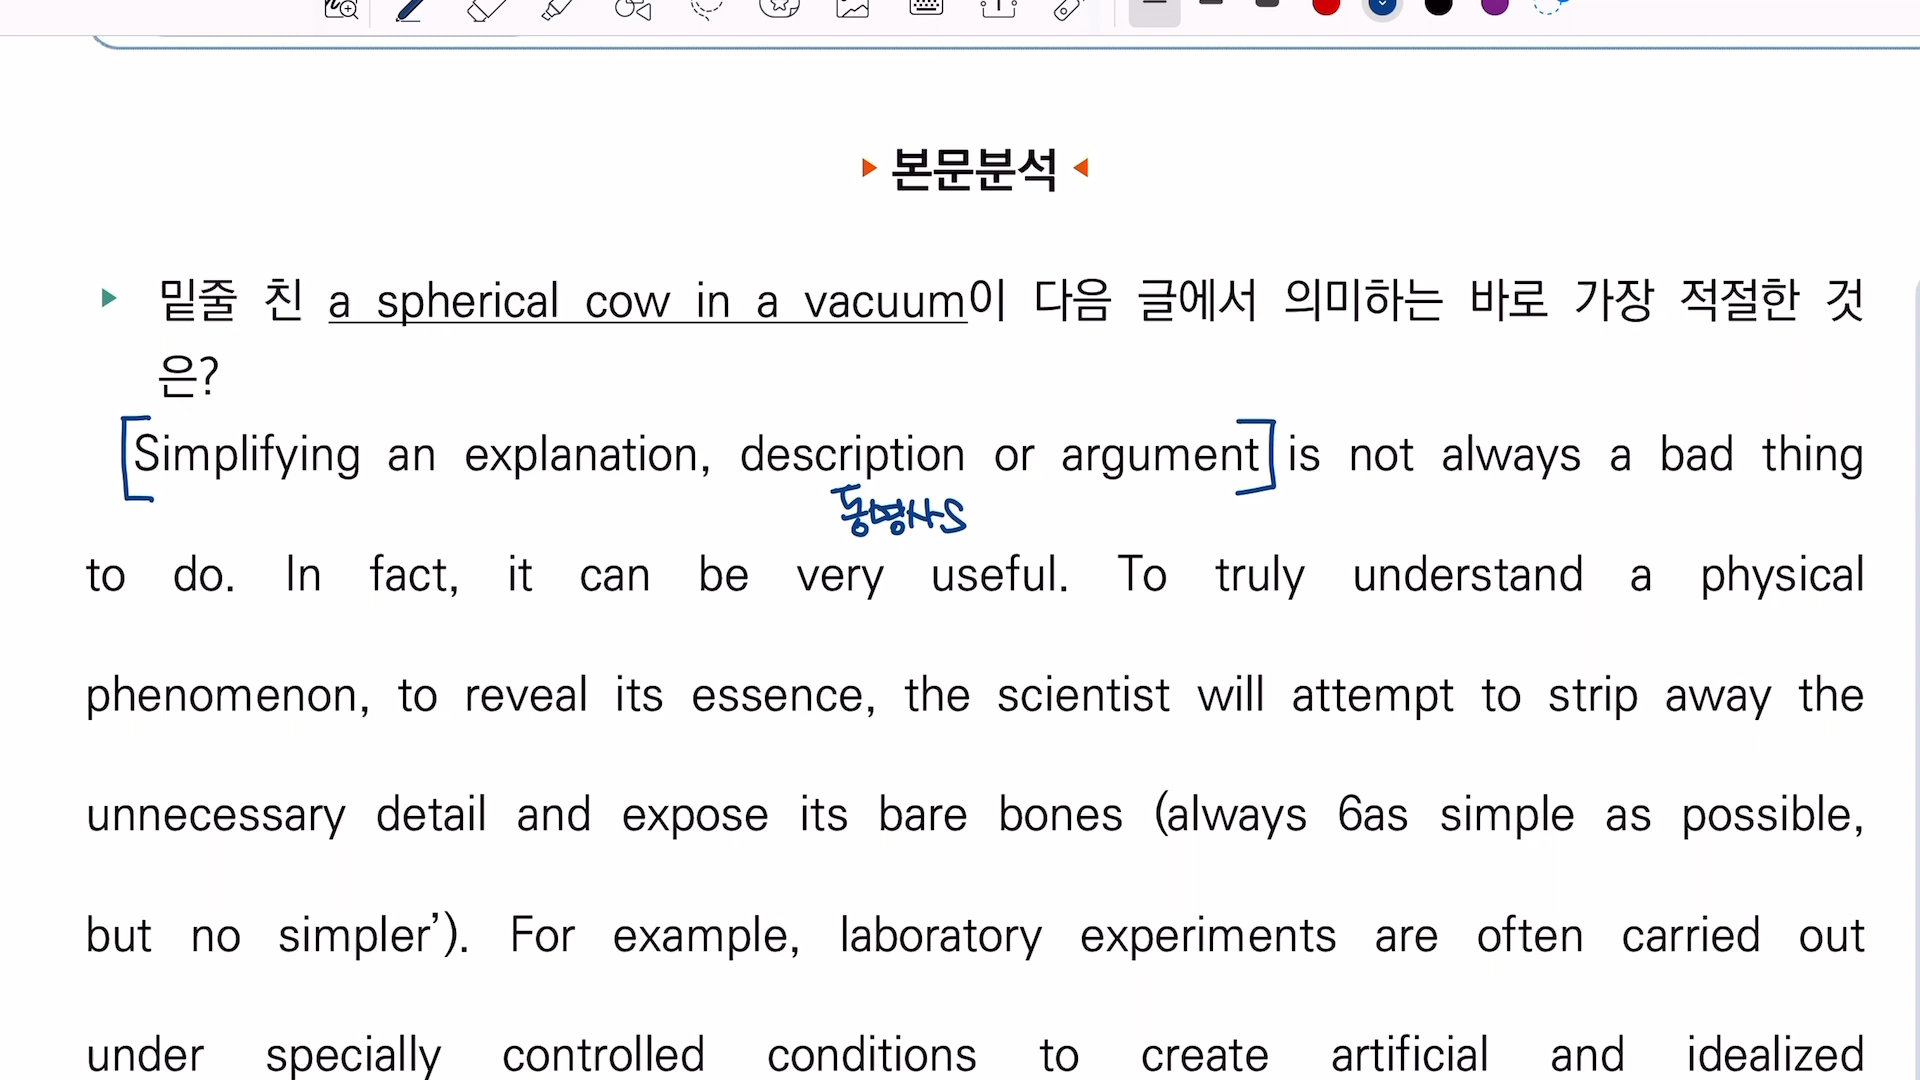 본문분석
밑줄 친 a spherical cow in a vacuum이 다음 글에서 의미하는 바로 가장 적절한 것
은?
[Simplifying an explanation, description or argument] is not always a bad thing
동명사S
to do. In fact, it can be very useful. To truly understand a physical
phenomenon, to reveal its essence, the scientist will attempt to strip away the
unnecessary detail and expose its bare bones (always 6as simple as possible,
but no simpler’). For example, laboratory experiments are often carried out
under specially controlled conditions to create artificial and idealized